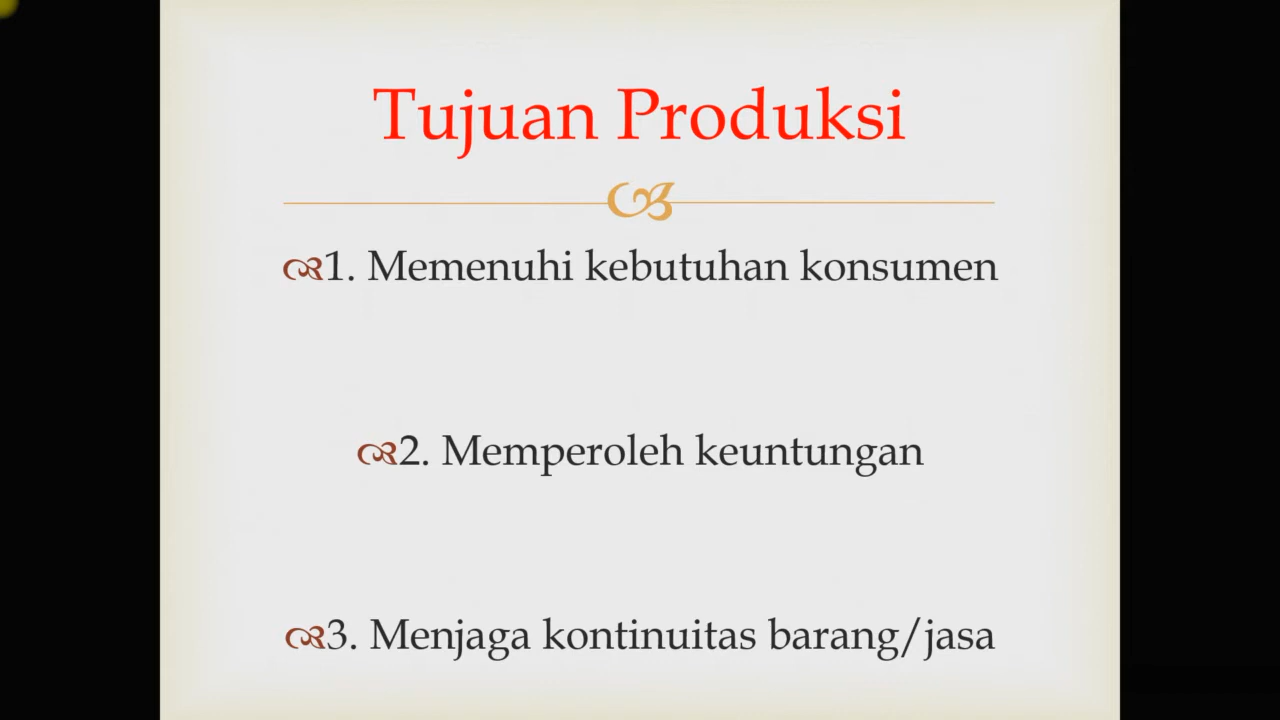 Tujuan Produksi
1. Memenuhi kebutuhan konsumen
2. Memperoleh keuntungan
3. Menjaga kontinuitas barang/jasa